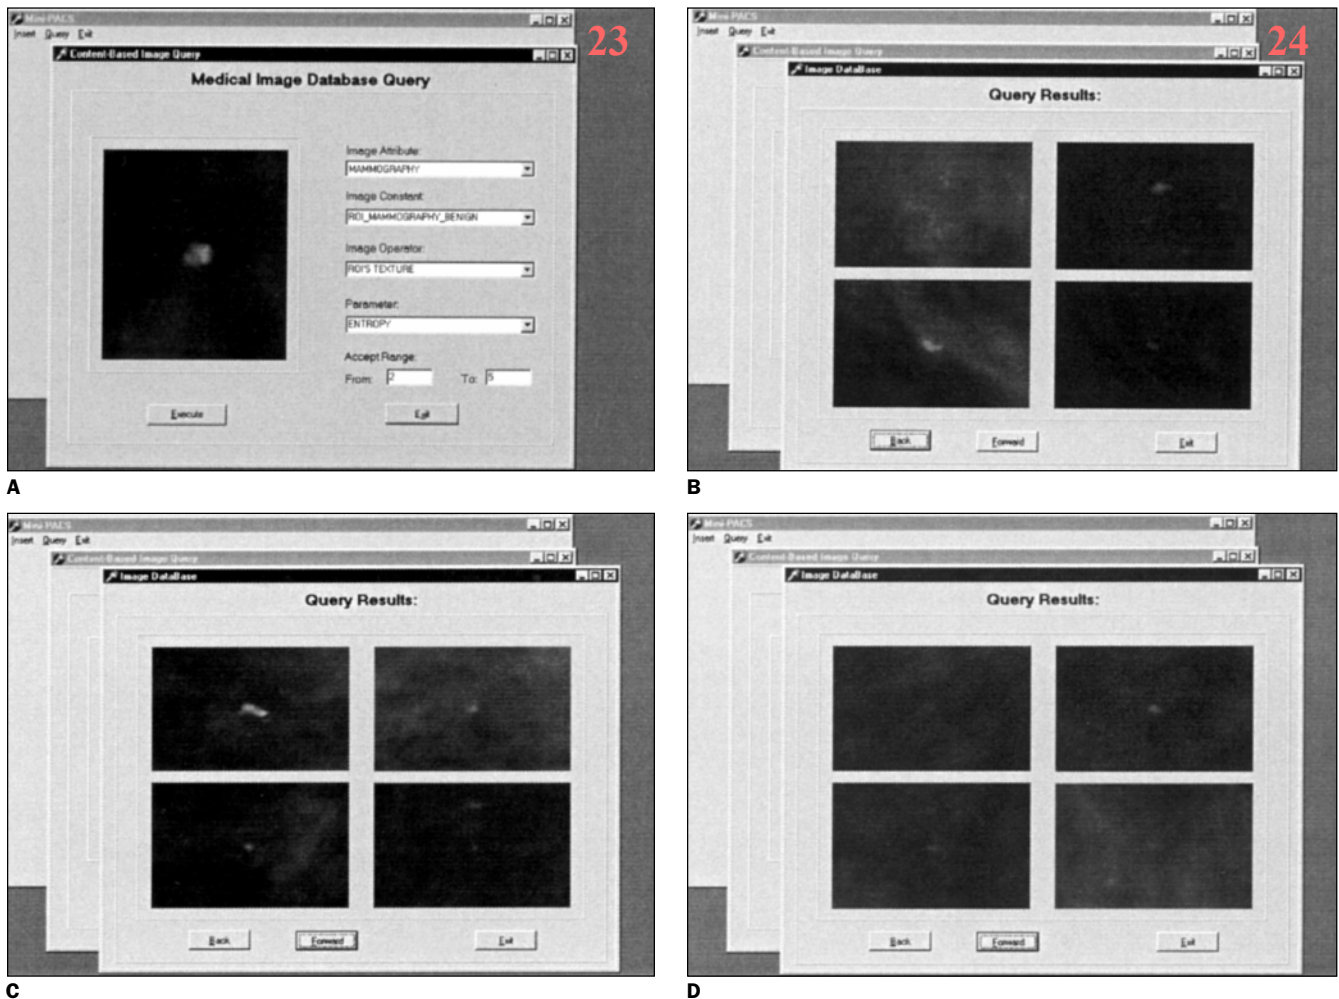 Mini-PACS
Insert Query Exit
23
Content-Based Image Query
Medical Image Database Query
Image Attribute:
MAMMOGRAPHY
Image Constant:
ROI_MAMMOGRAPHY_BENIGN
Image Operator:
ROI'S TEXTURE
Parameter:
ENTROPY
Accept Range:
From: 2 To: 5
Execute Exit
A
Mini-PACS
Insert Query Exit
24
Content-Based Image Query
Image DataBase
Query Results:
Back Forward Exit
B
Mini-PACS
Insert Query Exit
Content-Based Image Query
Image DataBase
Query Results:
Back Forward Exit
C
Mini-PACS
Insert Query Exit
Content-Based Image Query
Image DataBase
Query Results:
Back Forward Exit
D